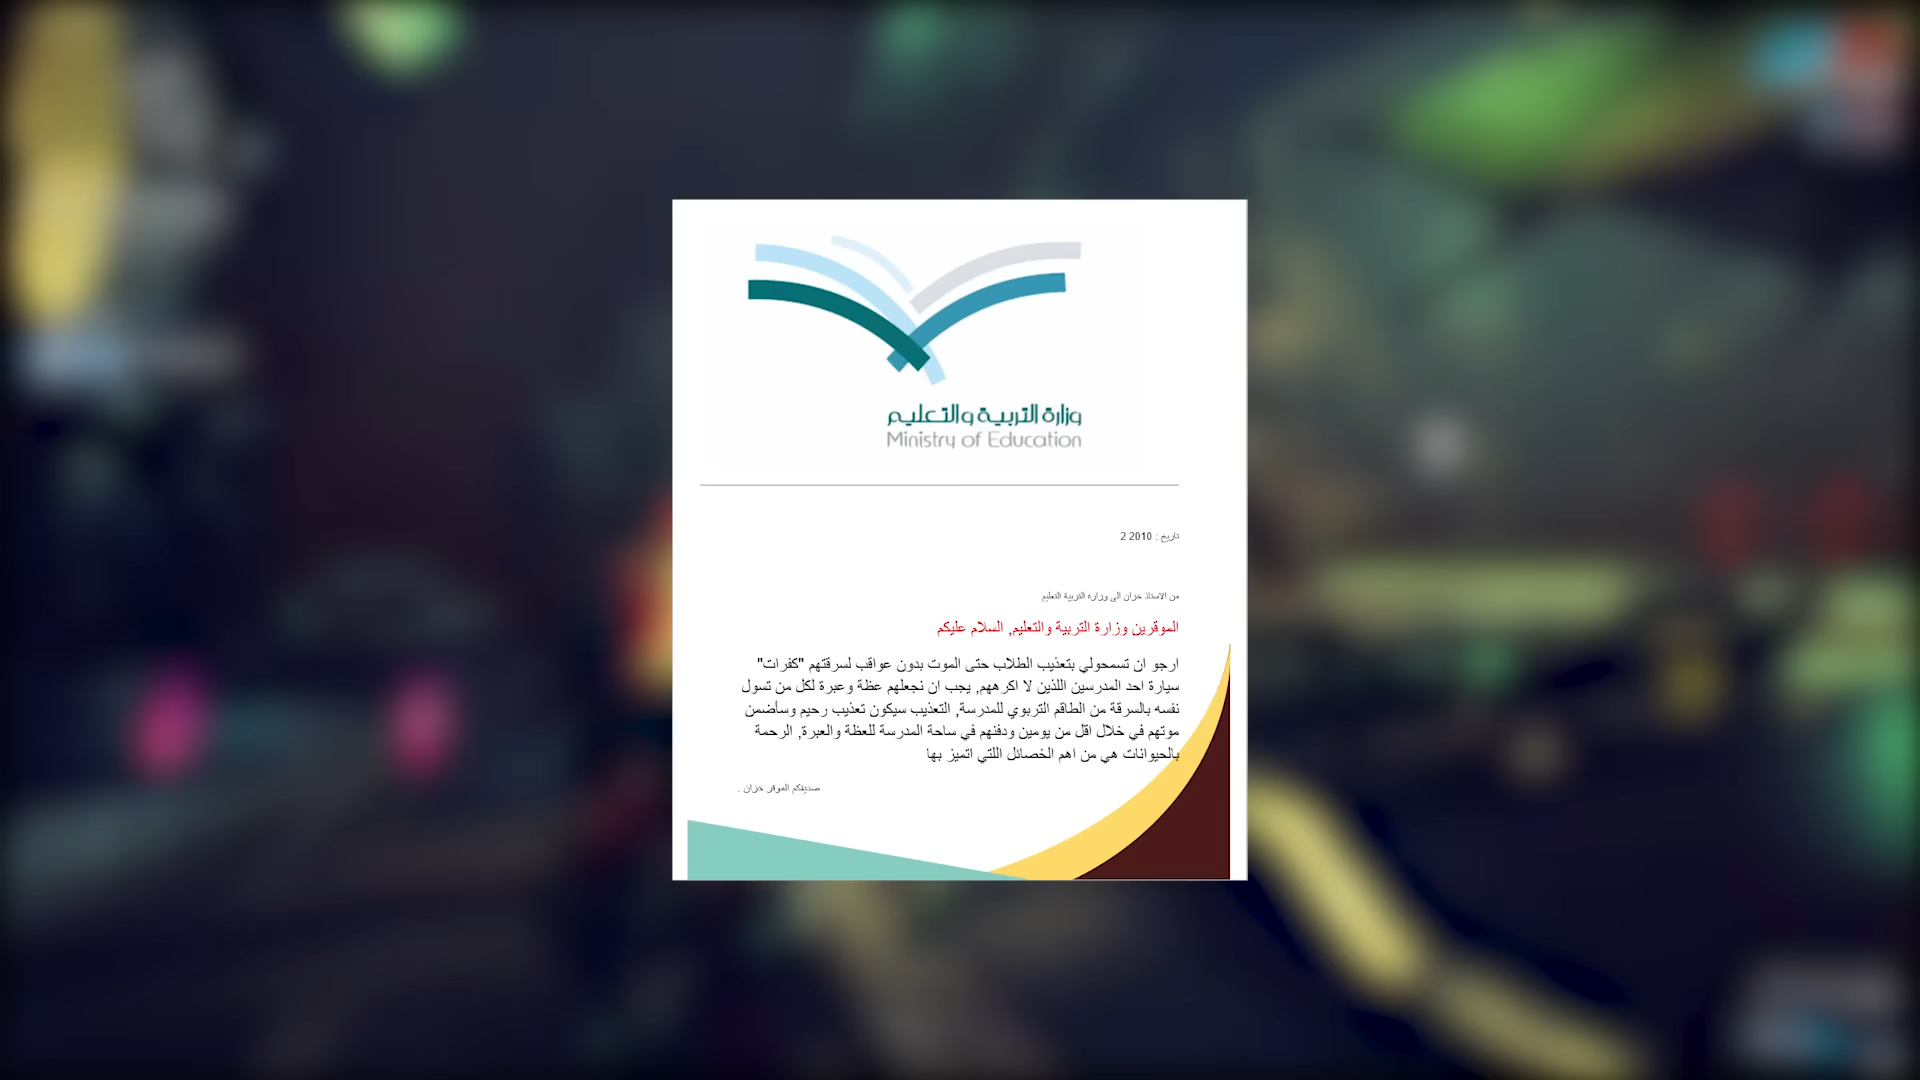 وزارة التربية والتعليم
Ministry of Education
تاريخ : 2010 2
من الاستاذ خزان الى وزاره التربية التعليم
الموقرين وزارة التربية والتعليم, السلام عليكم
ارجو ان تسمحولي بتعذيب الطلاب حتى الموت بدون عواقب لسرقتهم "كفرات"
سيارة احد المدرسين اللذين لا اكرههم, يجب ان نجعلهم عظة وعبرة لكل من تسول
نفسه بالسرقة من الطاقم التربوي للمدرسة, التعذيب سيكون تعذيب رحيم وسأضمن
موتهم في خلال اقل من يومين ودفنهم في ساحة المدرسة للعظة والعبرة, الرحمة
بالحيوانات هي من اهم الخصائل اللتي اتميز بها
صديقكم الموقر خزان .